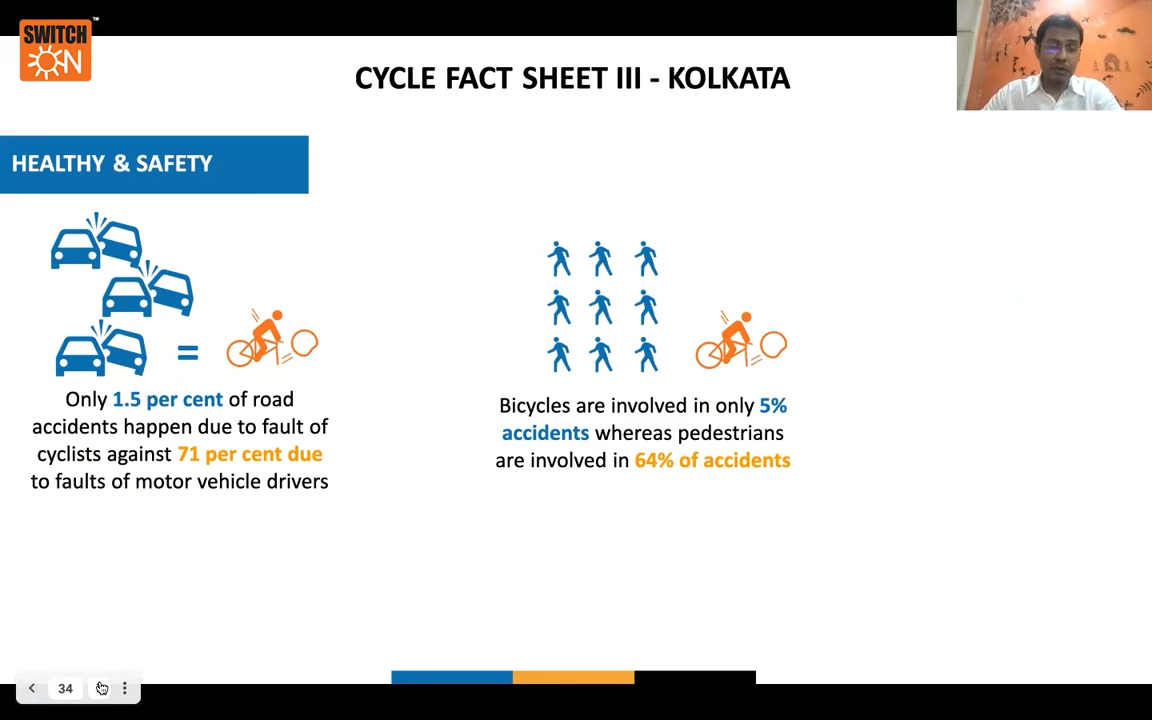 SWITCH
ON
™
CYCLE FACT SHEET III - KOLKATA
HEALTHY & SAFETY
=
Only 1.5 per cent of road
accidents happen due to fault of
cyclists against 71 per cent due
to faults of motor vehicle drivers
Bicycles are involved in only 5%
accidents whereas pedestrians
are involved in 64% of accidents
34